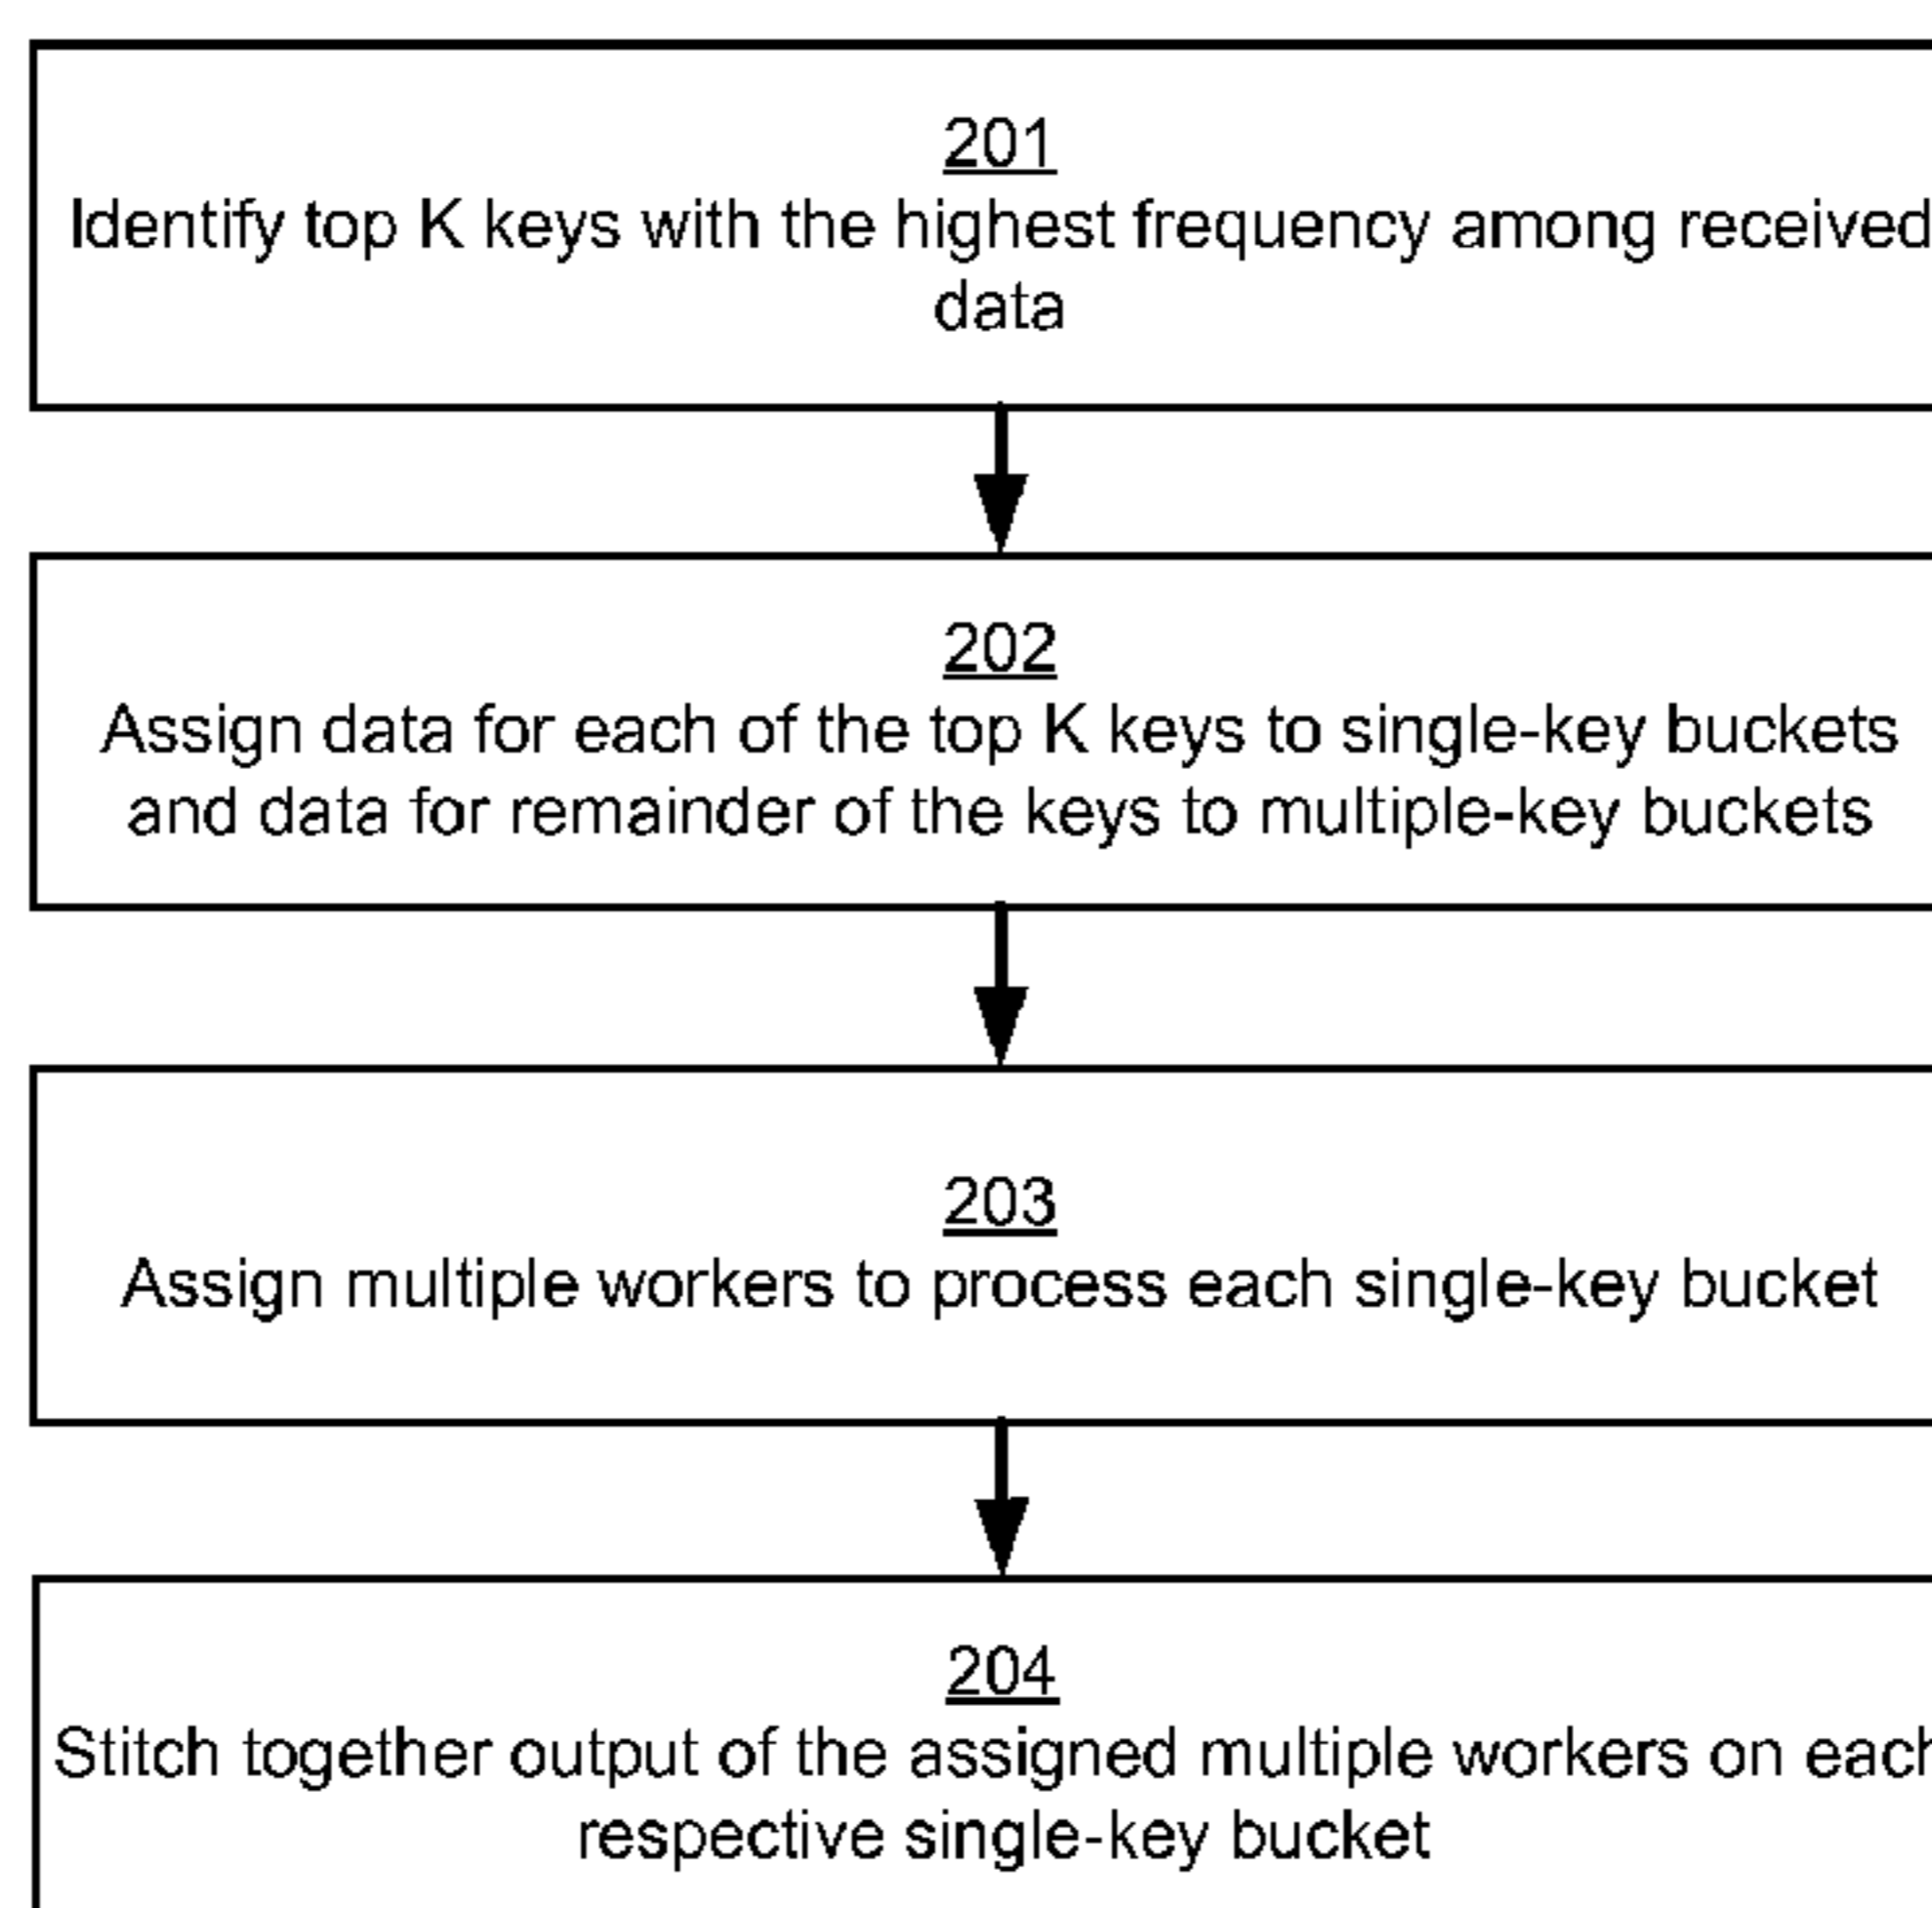 201
Identify top K keys with the highest frequency among received
data
202
Assign data for each of the top K keys to single-key buckets
and data for remainder of the keys to multiple-key buckets
203
Assign multiple workers to process each single-key bucket
204
Stitch together output of the assigned multiple workers on each
respective single-key bucket